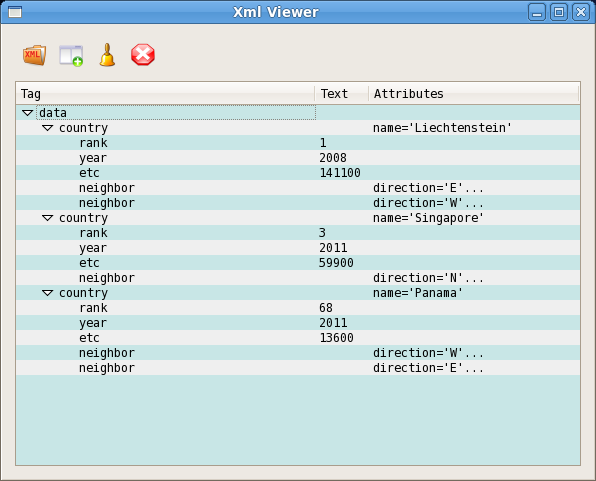 Xml Viewer
XML
Tag Text Attributes
data
country name='Liechtenstein'
rank 1
year 2008
etc 141100
neighbor direction='E'...
neighbor direction='W'...
country name='Singapore'
rank 3
year 2011
etc 59900
neighbor direction='N'...
country name='Panama'
rank 68
year 2011
etc 13600
neighbor direction='W'...
neighbor direction='E'...